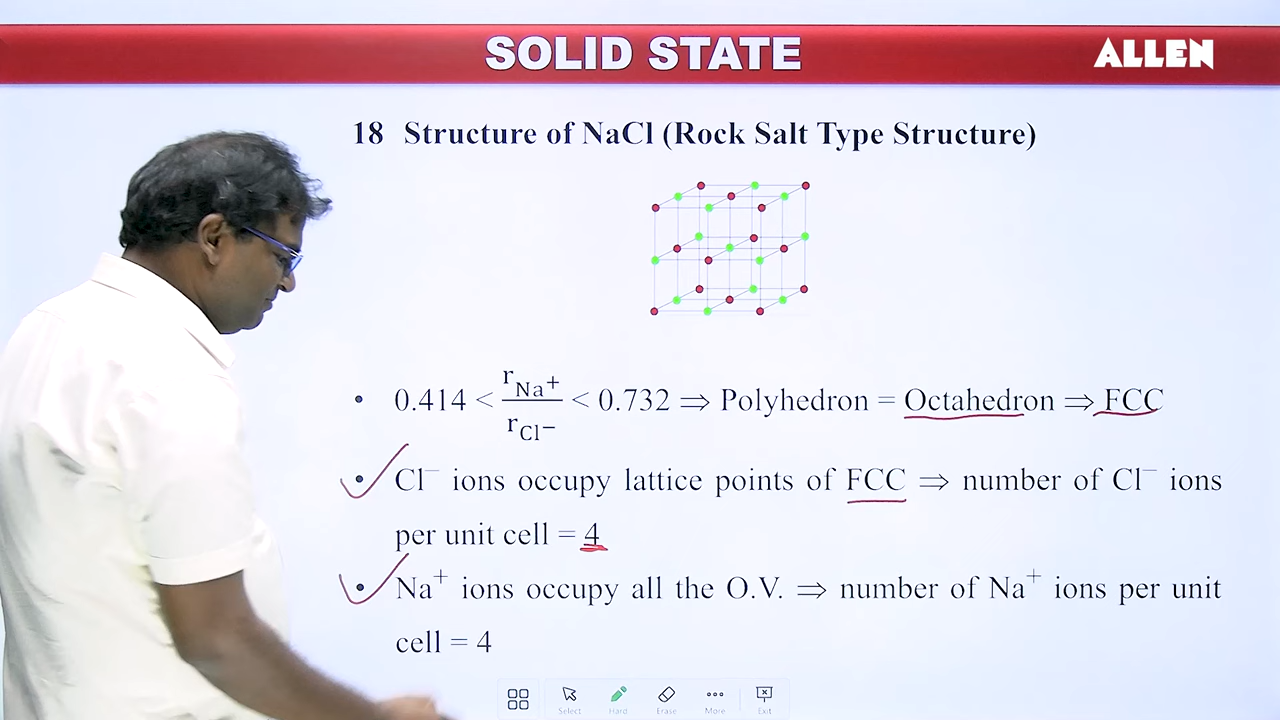 SOLID STATE
ALLEN
18 Structure of NaCl (Rock Salt Type Structure)
• 0.414 < r_Na⁺ / r_Cl⁻ < 0.732 ⇒ Polyhedron = Octahedron ⇒ FCC
• Cl⁻ ions occupy lattice points of FCC ⇒ number of Cl⁻ ions
per unit cell = 4
• Na⁺ ions occupy all the O.V. ⇒ number of Na⁺ ions per unit
cell = 4
Select Hard Erase More Exit